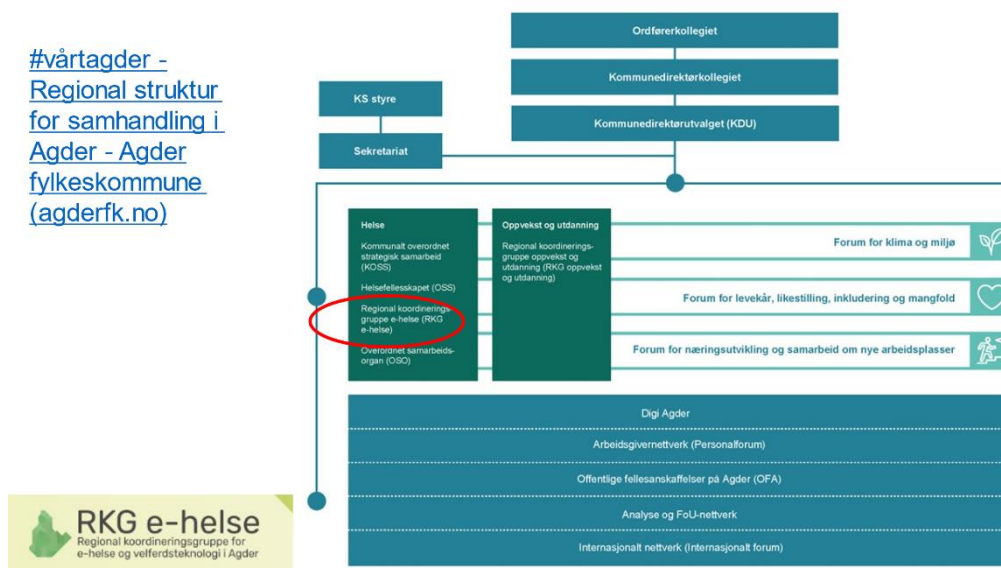 #vårtagder -
Regional struktur
for samhandling i
Agder - Agder
fylkeskommune
(agderfk.no)
Ordførerkollegiet
Kommunedirektørkollegiet
Kommunedirektørutvalget (KDU)
KS styre
Sekretariat
Helse
Kommunalt overordnet
strategisk samarbeid
(KOSS)
Helsefellesskapet (OSS)
Regional koordinerings-
gruppe e-helse (RKG
e-helse)
Overordnet samarbeids-
organ (OSO)
Oppvekst og utdanning
Regional koordinerings-
gruppe oppvekst og
utdanning (RKG oppvekst
og utdanning)
Forum for klima og miljø
Forum for levekår, likestilling, inkludering og mangfold
Forum for næringsutvikling og samarbeid om nye arbeidsplasser
Digi Agder
Arbeidsgivernettverk (Personalforum)
Offentlige fellesanskaffelser på Agder (OFA)
Analyse og FoU-nettverk
Internasjonalt nettverk (Internasjonalt forum)
RKG e-helse
Regional koordineringsgruppe for
e-helse og velferdsteknologi i Agder